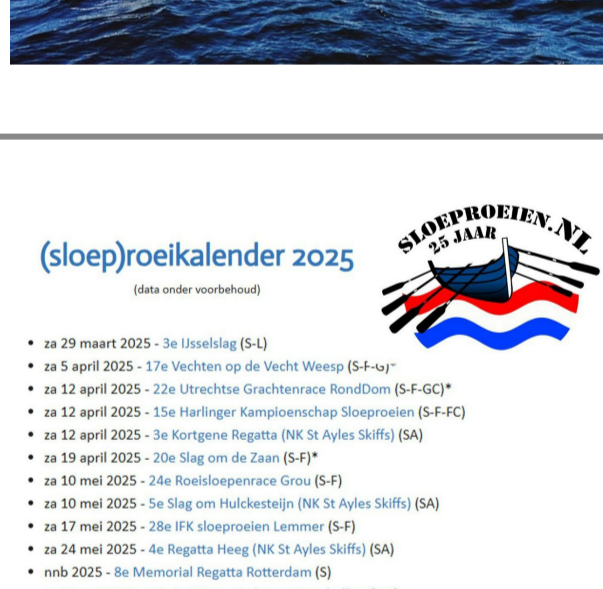 SLOEPROEIEN.NL
25 JAAR
(sloep)roeikalender 2025
(data onder voorbehoud)
• za 29 maart 2025 - 3e IJsselslag (S-L)
• za 5 april 2025 - 17e Vechten op de Vecht Weesp
• za 12 april 2025 - 22e Utrechtse Grachtenrace RondDom (S-F-GC)*
• za 12 april 2025 - 15e Harlinger Kampioenschap Sloeproeien (S-F-FC)
• za 12 april 2025 - 3e Kortgene Regatta (NK St Ayles Skiffs) (SA)
• za 19 april 2025 - 20e Slag om de Zaan (S-F)*
• za 10 mei 2025 - 24e Roeisloepenrace Grou (S-F)
• za 10 mei 2025 - 5e Slag om Hulckesteijn (NK St Ayles Skiffs) (SA)
• za 17 mei 2025 - 28e IFK sloeproeien Lemmer (S-F)
• za 24 mei 2025 - 4e Regatta Heeg (NK St Ayles Skiffs) (SA)
• nnb 2025 - 8e Memorial Regatta Rotterdam (S)